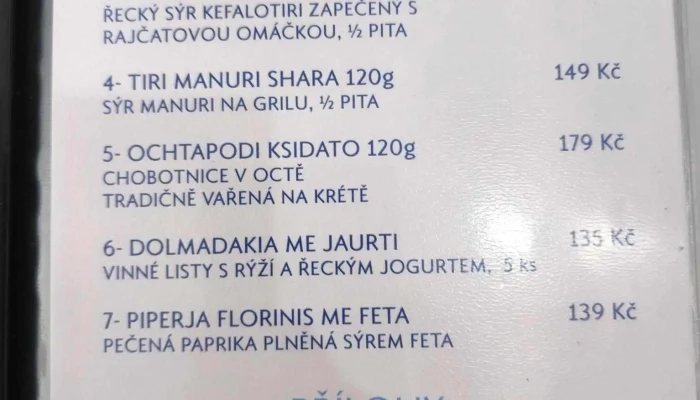 ŘECKÝ SÝR KEFALOTIRI ZAPEČENÝ S
RAJČATOVOU OMÁČKOU, ½ PITA
4- TIRI MANURI SHARA 120g 149 Kč
SÝR MANURI NA GRILU, ½ PITA
5- OCHTAPODI KSIDATO 120g 179 Kč
CHOBOTNICE V OCTĚ
TRADIČNĚ VAŘENÁ NA KRÉTĚ
6- DOLMADAKIA ME JAURTI 135 Kč
VINNÉ LISTY S RÝŽÍ A ŘECKÝM JOGURTEM, 5 ks
7- PIPERJA FLORINIS ME FETA 139 Kč
PEČENÁ PAPRIKA PLNĚNÁ SÝREM FETA
PŘÍLOHY